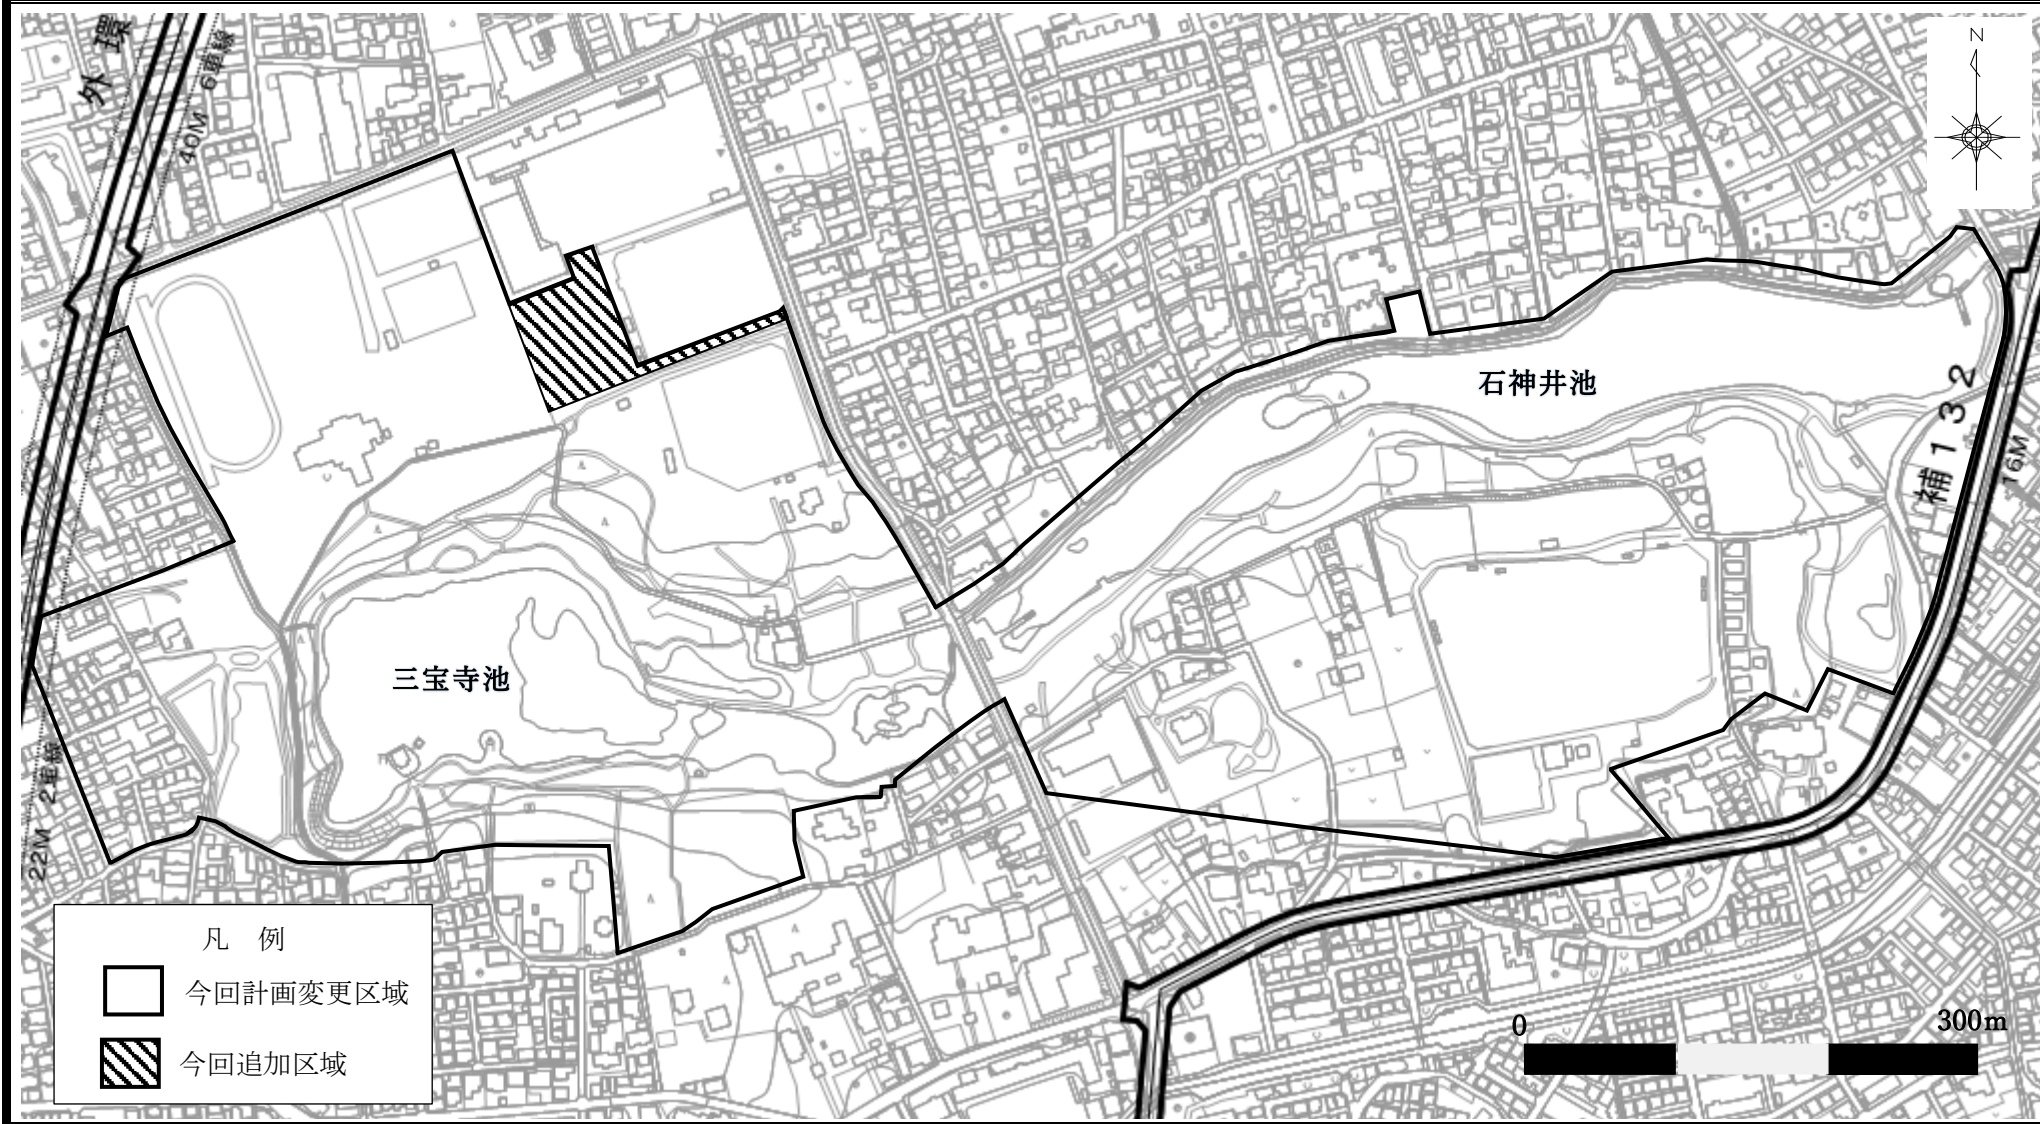 外環
40M 6車線
N
石神井池
補132
16M
三宝寺池
22M 2車線
凡 例
今回計画変更区域
今回追加区域
0
300m